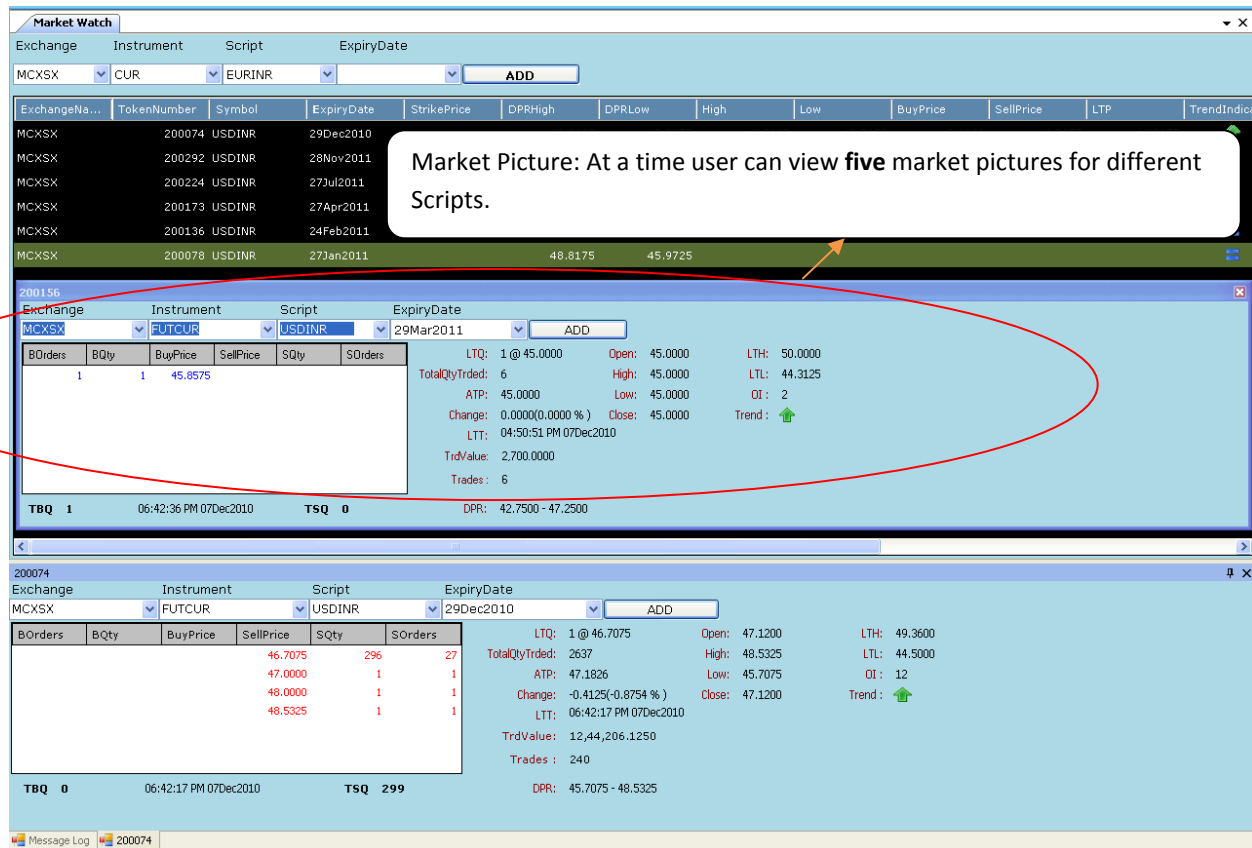 Market Watch
Exchange Instrument Script ExpiryDate
MCXSX CUR EURINR ADD
ExchangeNa... TokenNumber Symbol ExpiryDate StrikePrice DPRHigh DPRLow High Low BuyPrice SellPrice LTP TrendIndica
MCXSX 200074 USDINR 29Dec2010
MCXSX 200292 USDINR 28Nov2011
MCXSX 200224 USDINR 27Jul2011
MCXSX 200173 USDINR 27Apr2011
MCXSX 200136 USDINR 24Feb2011
MCXSX 200078 USDINR 27Jan2011 48.8175 45.9725
Market Picture: At a time user can view five market pictures for different
Scripts.
200156
Exchange Instrument Script ExpiryDate
MCXSX FUTCUR USDINR 29Mar2011 ADD
BOrders BQty BuyPrice SellPrice SQty SOrders
1 1 45.8575
LTQ: 1 @ 45.0000 Open: 45.0000 LTH: 50.0000
TotalQtyTrded: 6 High: 45.0000 LTL: 44.3125
ATP: 45.0000 Low: 45.0000 OI : 2
Change: 0.0000(0.0000 % ) Close: 45.0000 Trend :
LTT: 04:50:51 PM 07Dec2010
TrdValue: 2,700.0000
Trades : 6
TBQ 1 06:42:36 PM 07Dec2010 TSQ 0 DPR: 42.7500 - 47.2500
200074
Exchange Instrument Script ExpiryDate
MCXSX FUTCUR USDINR 29Dec2010 ADD
BOrders BQty BuyPrice SellPrice SQty SOrders
46.7075 296 27
47.0000 1 1
48.0000 1 1
48.5325 1 1
LTQ: 1 @ 46.7075 Open: 47.1200 LTH: 49.3600
TotalQtyTrded: 2637 High: 48.5325 LTL: 44.5000
ATP: 47.1826 Low: 45.7075 OI : 12
Change: -0.4125(-0.8754 % ) Close: 47.1200 Trend :
LTT: 06:42:17 PM 07Dec2010
TrdValue: 12,44,206.1250
Trades : 240
TBQ 0 06:42:17 PM 07Dec2010 TSQ 299 DPR: 45.7075 - 48.5325
Message Log 200074